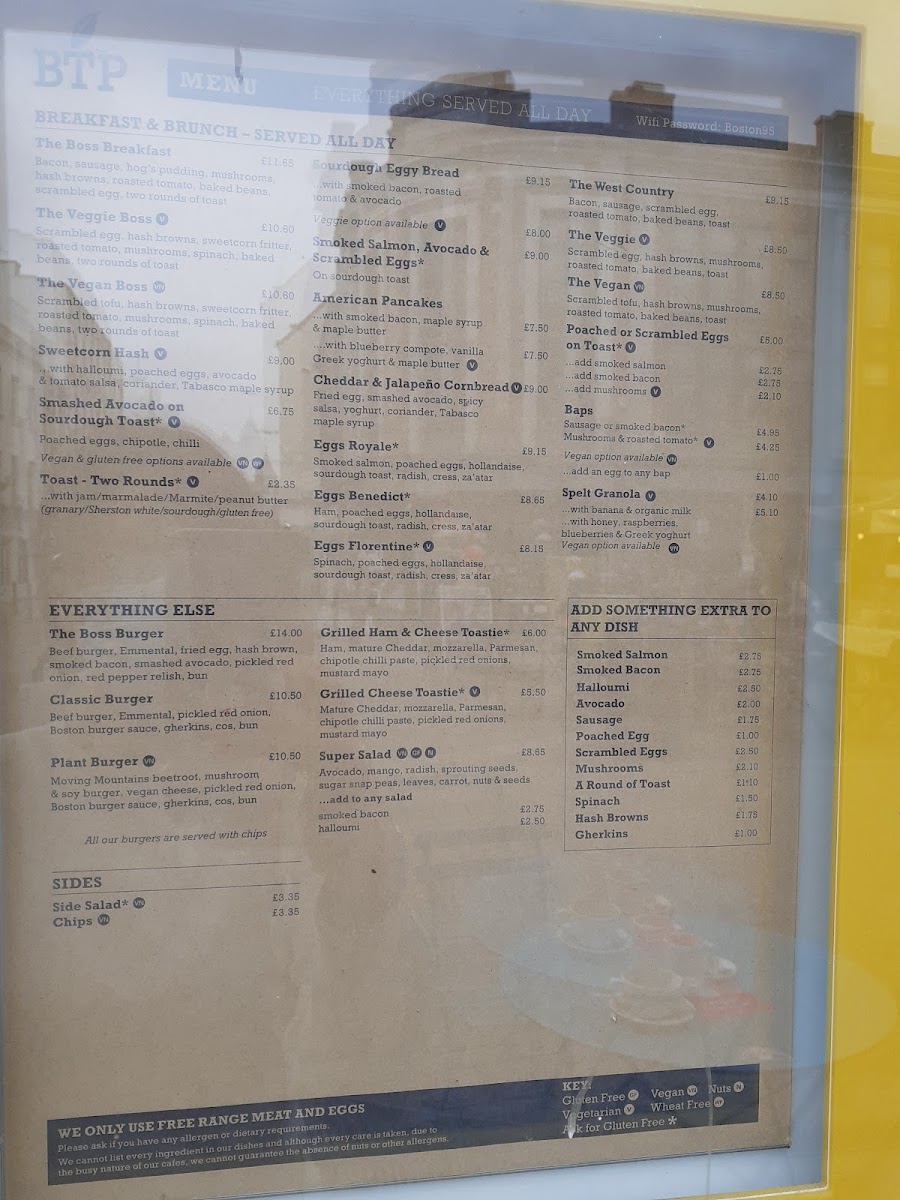 BTP
MENU
EVERYTHING SERVED ALL DAY
Wifi Password: Boston95
BREAKFAST & BRUNCH – SERVED ALL DAY
The Boss Breakfast £11.65
Bacon, sausage, hog's pudding, mushrooms,
hash browns, roasted tomato, baked beans,
scrambled egg, two rounds of toast
The Veggie Boss V £10.60
Scrambled egg, hash browns, sweetcorn fritter,
roasted tomato, mushrooms, spinach, baked
beans, two rounds of toast
The Vegan Boss VN £10.60
Scrambled tofu, hash browns, sweetcorn fritter,
roasted tomato, mushrooms, spinach, baked
beans, two rounds of toast
Sweetcorn Hash V £9.00
...with halloumi, poached eggs, avocado
& tomato salsa, coriander, Tabasco maple syrup
Smashed Avocado on £6.75
Sourdough Toast* V
Poached eggs, chipotle, chilli
Vegan & gluten free options available VN WF
Toast - Two Rounds* V £2.35
...with jam/marmalade/Marmite/peanut butter
(granary/Sherston white/sourdough/gluten free)
Sourdough Eggy Bread £9.15
...with smoked bacon, roasted
tomato & avocado
Veggie option available V £8.00
Smoked Salmon, Avocado & £9.00
Scrambled Eggs*
On sourdough toast
American Pancakes
...with smoked bacon, maple syrup £7.50
& maple butter
....with blueberry compote, vanilla £7.50
Greek yoghurt & maple butter V
Cheddar & Jalapeño Cornbread V £9.00
Fried egg, smashed avocado, spicy
salsa, yoghurt, coriander, Tabasco
maple syrup
Eggs Royale* £9.15
Smoked salmon, poached eggs, hollandaise,
sourdough toast, radish, cress, za'atar
Eggs Benedict* £8.65
Ham, poached eggs, hollandaise,
sourdough toast, radish, cress, za'atar
Eggs Florentine* V £8.15
Spinach, poached eggs, hollandaise,
sourdough toast, radish, cress, za'atar
The West Country £9.15
Bacon, sausage, scrambled egg,
roasted tomato, baked beans, toast
The Veggie V £8.50
Scrambled egg, hash browns, mushrooms,
roasted tomato, baked beans, toast
The Vegan VN £8.50
Scrambled tofu, hash browns, mushrooms,
roasted tomato, baked beans, toast
Poached or Scrambled Eggs £5.00
on Toast* V
...add smoked salmon £2.75
...add smoked bacon £2.75
...add mushrooms V £2.10
Baps
Sausage or smoked bacon* £4.95
Mushrooms & roasted tomato* V £4.25
Vegan option available VN
...add an egg to any bap £1.00
Spelt Granola V £4.10
...with banana & organic milk £5.10
...with honey, raspberries,
blueberries & Greek yoghurt
Vegan option available VN
EVERYTHING ELSE
The Boss Burger £14.00
Beef burger, Emmental, fried egg, hash brown,
smoked bacon, smashed avocado, pickled red
onion, red pepper relish, bun
Classic Burger £10.50
Beef burger, Emmental, pickled red onion,
Boston burger sauce, gherkins, cos, bun
Plant Burger VN £10.50
Moving Mountains beetroot, mushroom
& soy burger, vegan cheese, pickled red onion,
Boston burger sauce, gherkins, cos, bun
All our burgers are served with chips
SIDES
Side Salad* VN £3.35
Chips VN £3.35
Grilled Ham & Cheese Toastie* £6.00
Ham, mature Cheddar, mozzarella, Parmesan,
chipotle chilli paste, pickled red onions,
mustard mayo
Grilled Cheese Toastie* V £5.50
Mature Cheddar, mozzarella, Parmesan,
chipotle chilli paste, pickled red onions,
mustard mayo
Super Salad VN GF N £8.65
Avocado, mango, radish, sprouting seeds,
sugar snap peas, leaves, carrot, nuts & seeds
...add to any salad
smoked bacon £2.75
halloumi £2.50
ADD SOMETHING EXTRA TO
ANY DISH
Smoked Salmon £2.75
Smoked Bacon £2.75
Halloumi £2.50
Avocado £2.00
Sausage £1.75
Poached Egg £1.00
Scrambled Eggs £2.50
Mushrooms £2.10
A Round of Toast £1.10
Spinach £1.50
Hash Browns £1.75
Gherkins £1.00
WE ONLY USE FREE RANGE MEAT AND EGGS
Please ask if you have any allergen or dietary requirements.
We cannot list every ingredient in our dishes and although every care is taken, due to
the busy nature of our cafes, we cannot guarantee the absence of nuts or other allergens.
KEY:
Gluten Free GF Vegan VN Nuts N
Vegetarian V Wheat Free WF
Ask for Gluten Free *